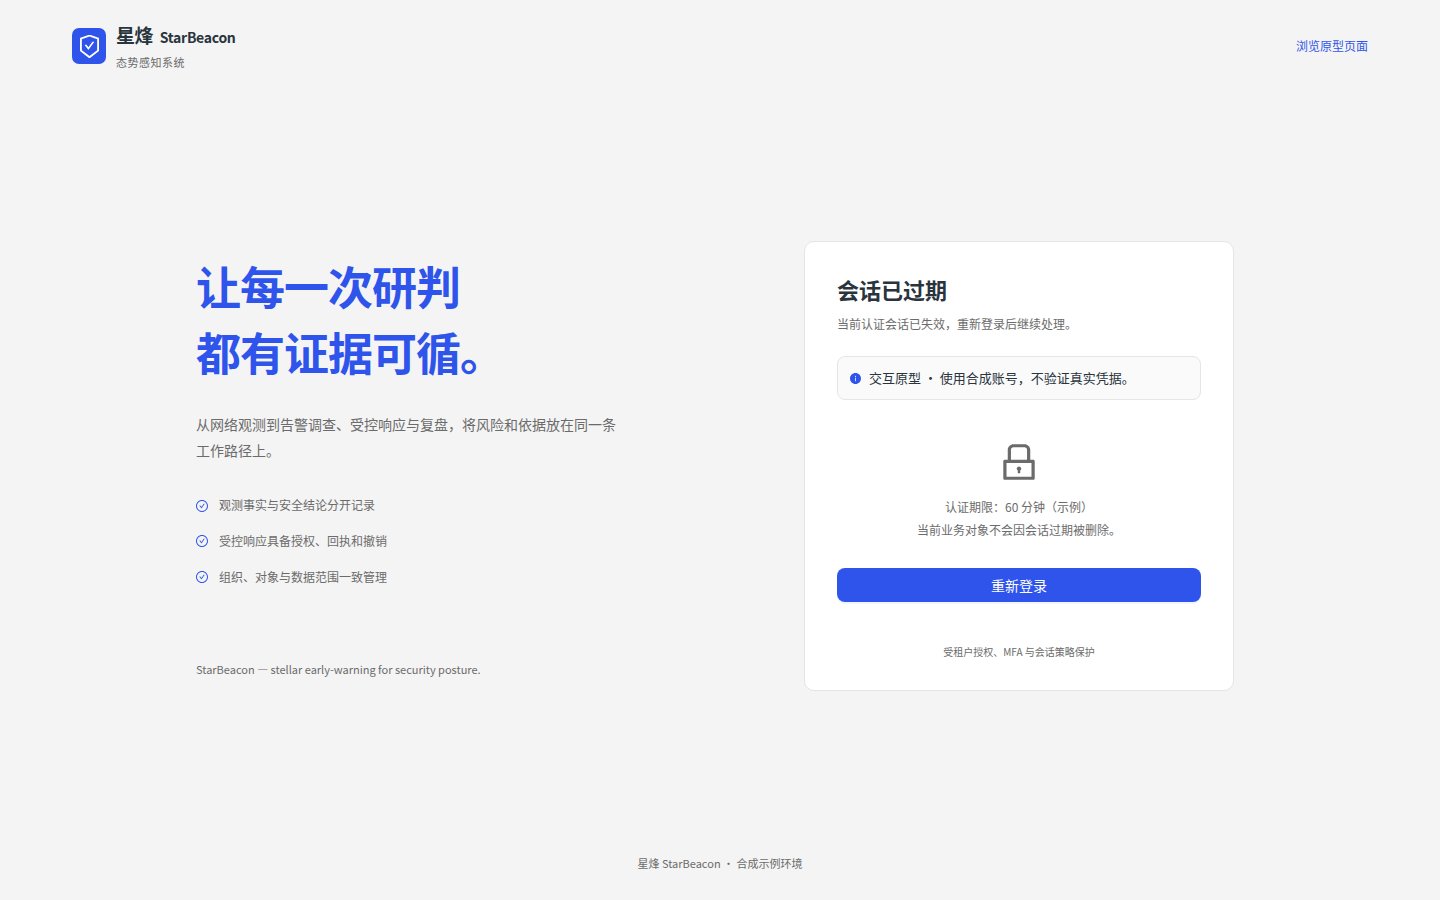 星烽 StarBeacon
态势感知系统
浏览原型页面
让每一次研判
都有证据可循。
从网络观测到告警调查、受控响应与复盘，将风险和依据放在同一条
工作路径上。
观测事实与安全结论分开记录
受控响应具备授权、回执和撤销
组织、对象与数据范围一致管理
StarBeacon — stellar early-warning for security posture.
会话已过期
当前认证会话已失效，重新登录后继续处理。
交互原型 · 使用合成账号，不验证真实凭据。
认证期限：60 分钟（示例）
当前业务对象不会因会话过期被删除。
重新登录
受租户授权、MFA 与会话策略保护
星烽 StarBeacon · 合成示例环境